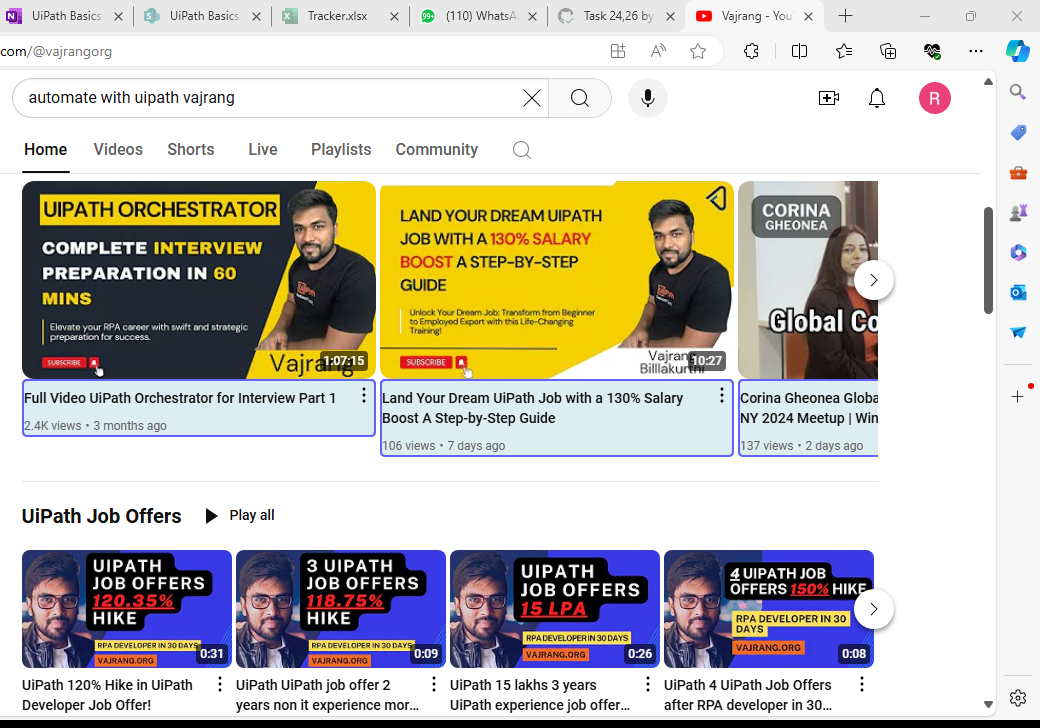 UiPath Basics
UiPath Basics
Tracker.xlsx
99+
(110) WhatsA
Task 24,26 by
Vajrang - You
com/@vajrangorg
automate with uipath vajrang
R
Home
Videos
Shorts
Live
Playlists
Community
UIPATH ORCHESTRATOR
COMPLETE INTERVIEW
PREPARATION IN 60
MINS
Elevate your RPA career with swift and strategic
preparation for success.
SUBSCRIBE
Vajrang
1:07:15
LAND YOUR DREAM UIPATH
JOB WITH A 130% SALARY
BOOST A STEP-BY-STEP
GUIDE
Unlock Your Dream Job: Transform from Beginner
to Employed Expert with this Life-Changing
Training!
SUBSCRIBE
Vajrang
Billlakurthi
10:27
CORINA
GHEONEA
Global Co
Full Video UiPath Orchestrator for Interview Part 1
2.4K views • 3 months ago
Land Your Dream UiPath Job with a 130% Salary
Boost A Step-by-Step Guide
106 views • 7 days ago
Corina Gheonea Globa
NY 2024 Meetup | Win
137 views • 2 days ago
UiPath Job Offers
Play all
UIPATH
JOB OFFERS
120.35%
HIKE
RPA DEVELOPER IN 30 DAYS
VAJRANG.ORG
0:31
3 UIPATH
JOB OFFERS
118.75%
HIKE
RPA DEVELOPER IN 30 DAYS
VAJRANG.ORG
0:09
UIPATH
JOB OFFERS
15 LPA
RPA DEVELOPER IN 30 DAYS
VAJRANG.ORG
0:26
4 UIPATH JOB
OFFERS 150% HIKE
RPA DEVELOPER IN 30
DAYS
VAJRANG.ORG
0:08
UiPath 120% Hike in UiPath
Developer Job Offer!
UiPath UiPath job offer 2
years non it experience mor...
UiPath 15 lakhs 3 years
UiPath experience job offer...
UiPath 4 UiPath Job Offers
after RPA developer in 30...